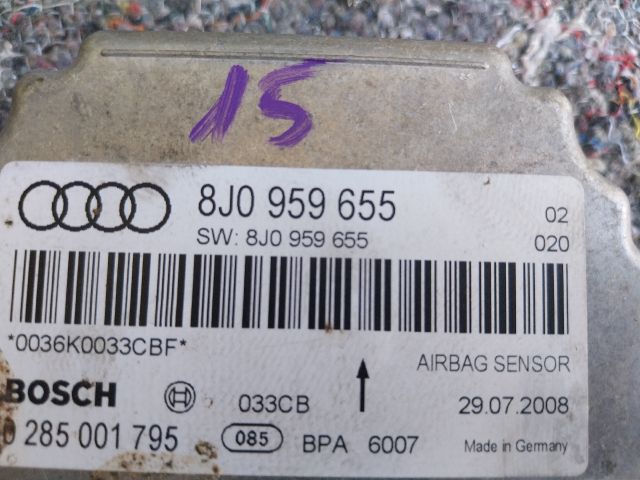 15
8J0 959 655 02
SW: 8J0 959 655 020
*0036K0033CBF*
AIRBAG SENSOR
BOSCH 033CB 29.07.2008
0 285 001 795 085 BPA 6007 Made in Germany